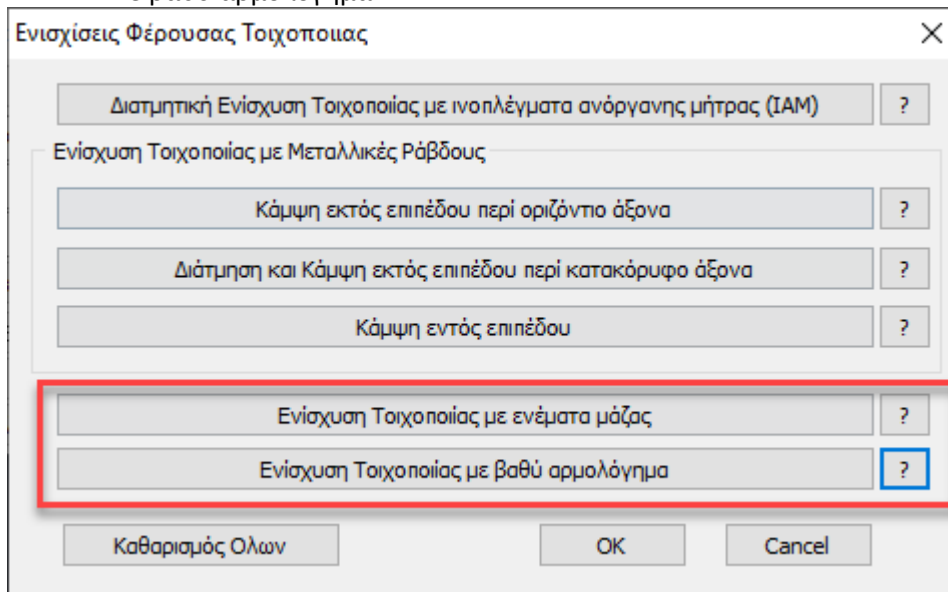 Ενισχίσεις Φέρουσας Τοιχοποιιας
Διατμητική Ενίσχυση Τοιχοποιίας με ινοπλέγματα ανόργανης μήτρας (ΙΑΜ) ?
Ενίσχυση Τοιχοποιίας με Μεταλλικές Ράβδους
Κάμψη εκτός επιπέδου περί οριζόντιο άξονα ?
Διάτμηση και Κάμψη εκτός επιπέδου περί κατακόρυφο άξονα ?
Κάμψη εντός επιπέδου ?
Ενίσχυση Τοιχοποιίας με ενέματα μάζας ?
Ενίσχυση Τοιχοποιίας με βαθύ αρμολόγημα ?
Καθαρισμός Ολων OK Cancel